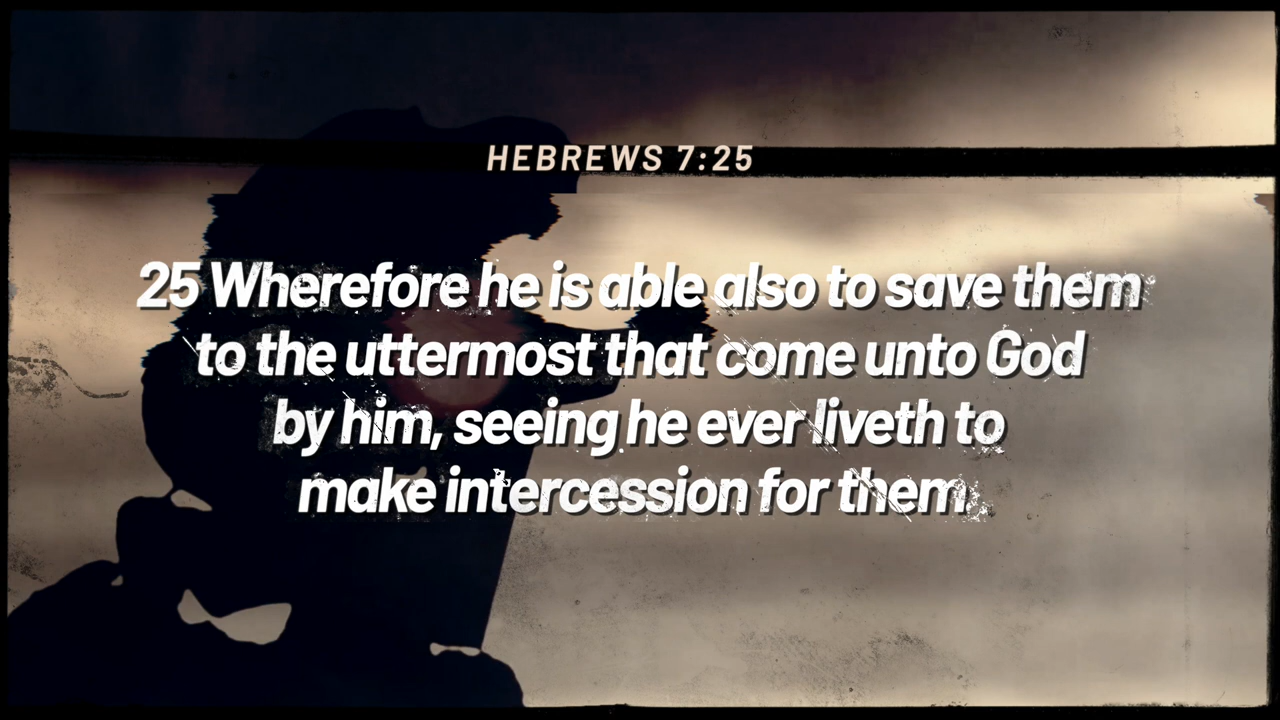 HEBREWS 7:25
25 Wherefore he is able also to save them
to the uttermost that come unto God
by him, seeing he ever liveth to
make intercession for them.